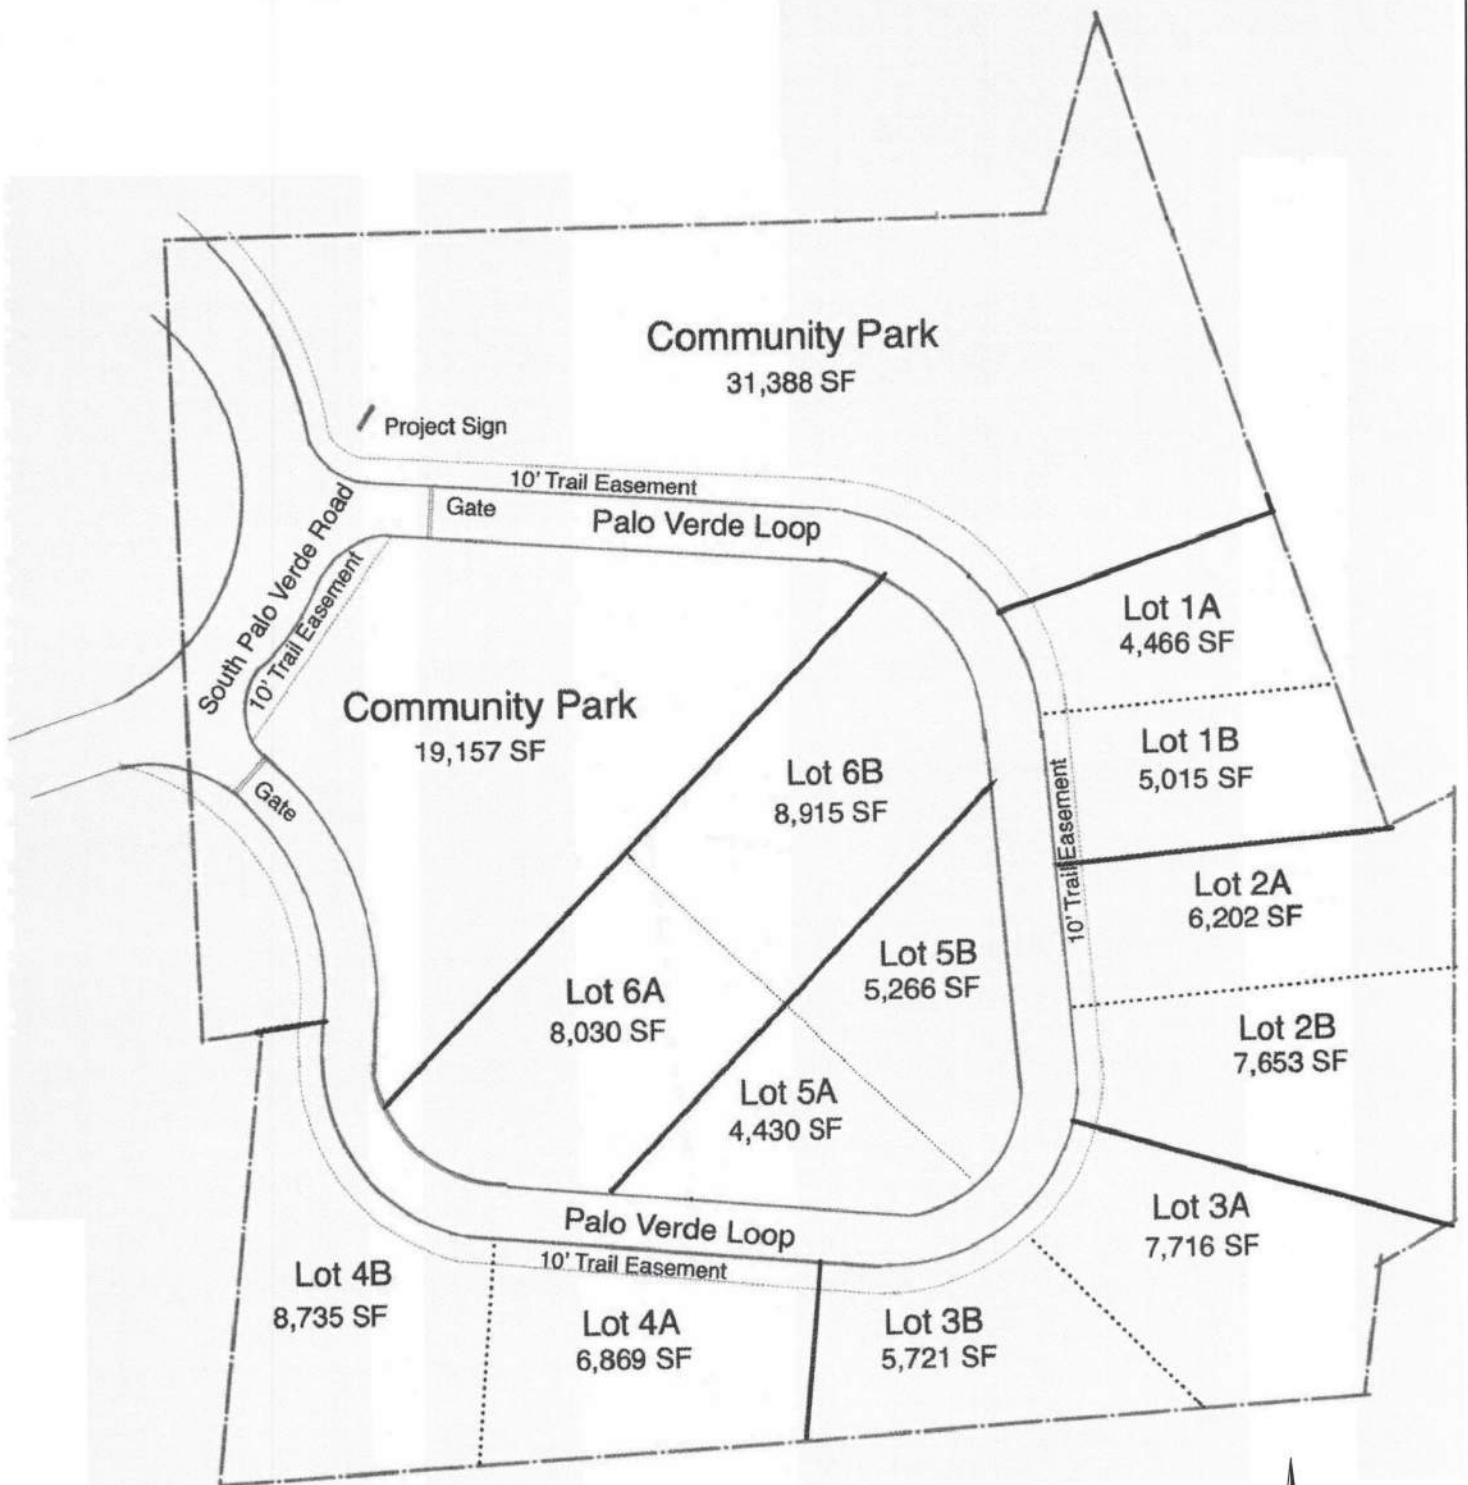 Community Park
31,388 SF
Project Sign
10' Trail Easement
Gate
Palo Verde Loop
South Palo Verde Road
10' Trail Easement
Lot 1A
4,466 SF
Community Park
19,157 SF
Lot 1B
5,015 SF
Lot 6B
8,915 SF
Gate
10' Trail Easement
Lot 2A
6,202 SF
Lot 5B
5,266 SF
Lot 6A
8,030 SF
Lot 2B
7,653 SF
Lot 5A
4,430 SF
Lot 3A
7,716 SF
Palo Verde Loop
10' Trail Easement
Lot 4B
8,735 SF
Lot 4A
6,869 SF
Lot 3B
5,721 SF